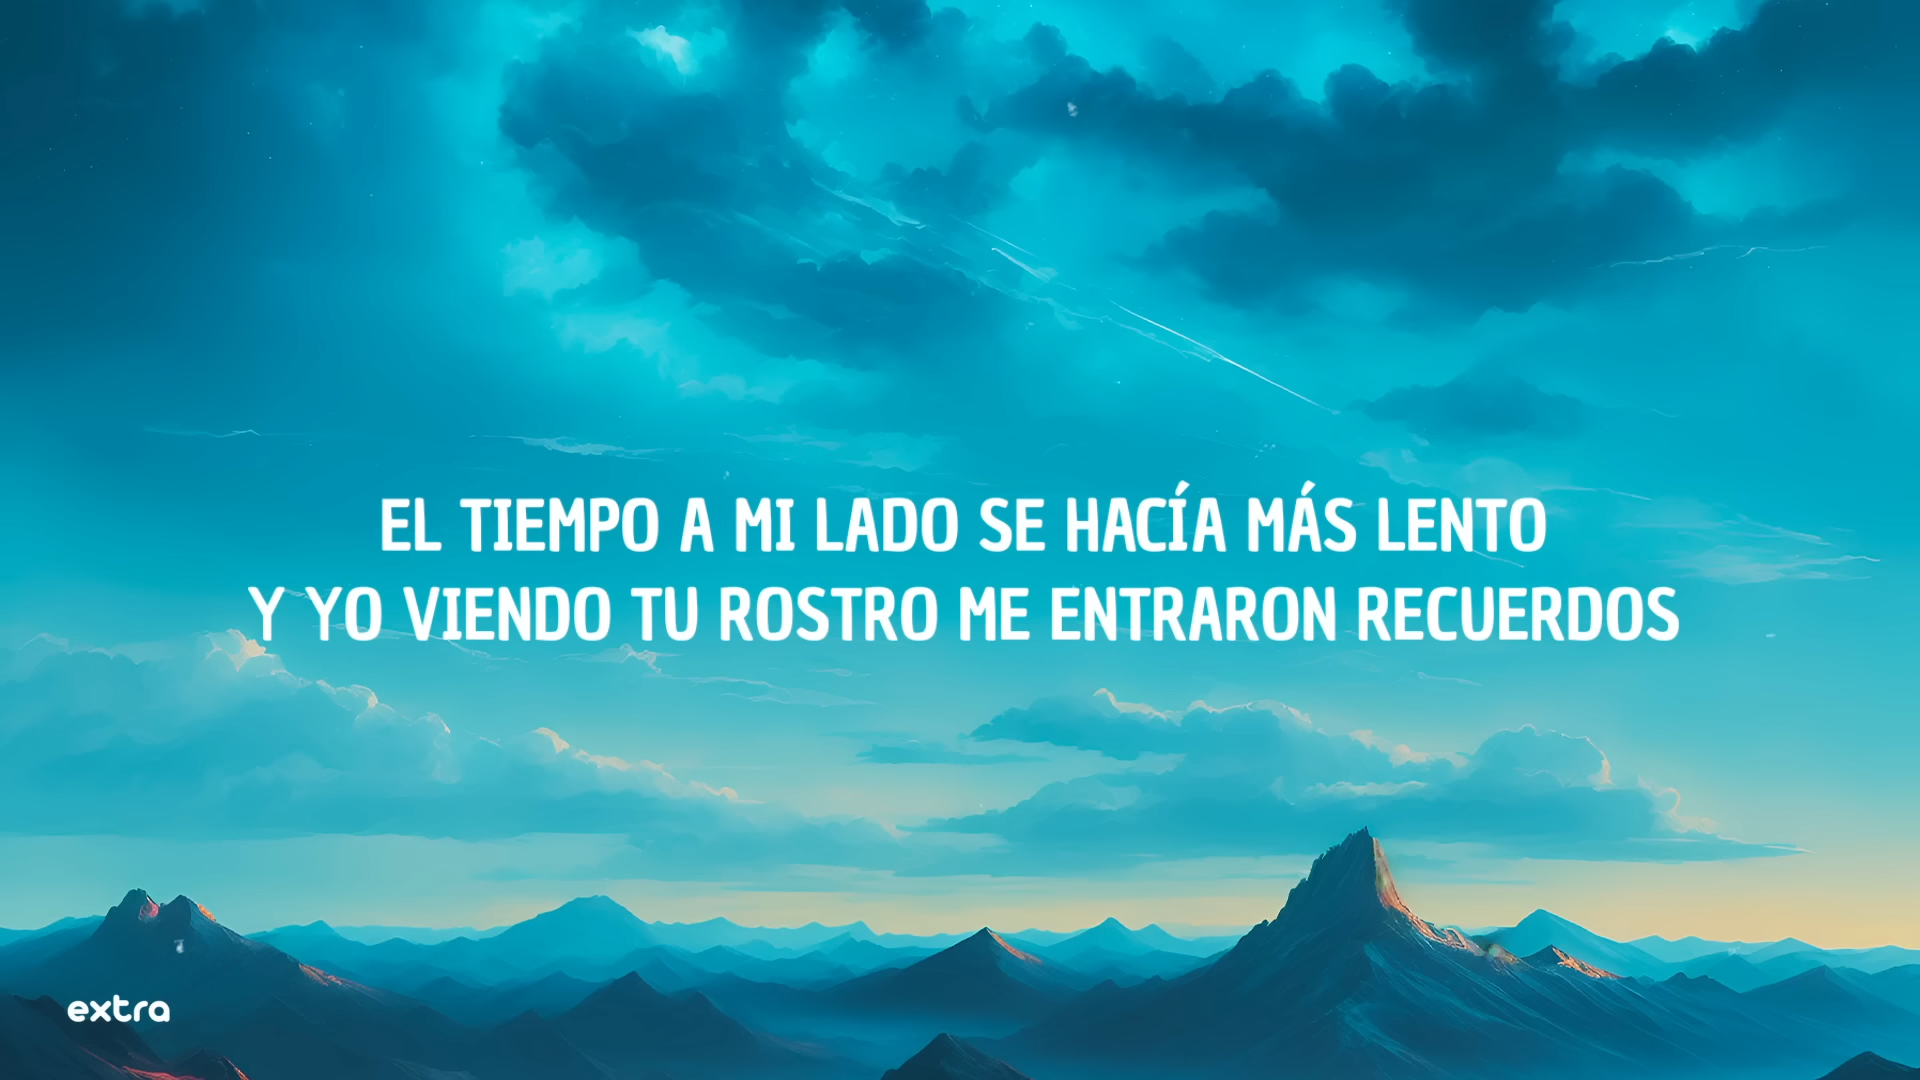 EL TIEMPO A MI LADO SE HACÍA MÁS LENTO
Y YO VIENDO TU ROSTRO ME ENTRARON RECUERDOS
extra